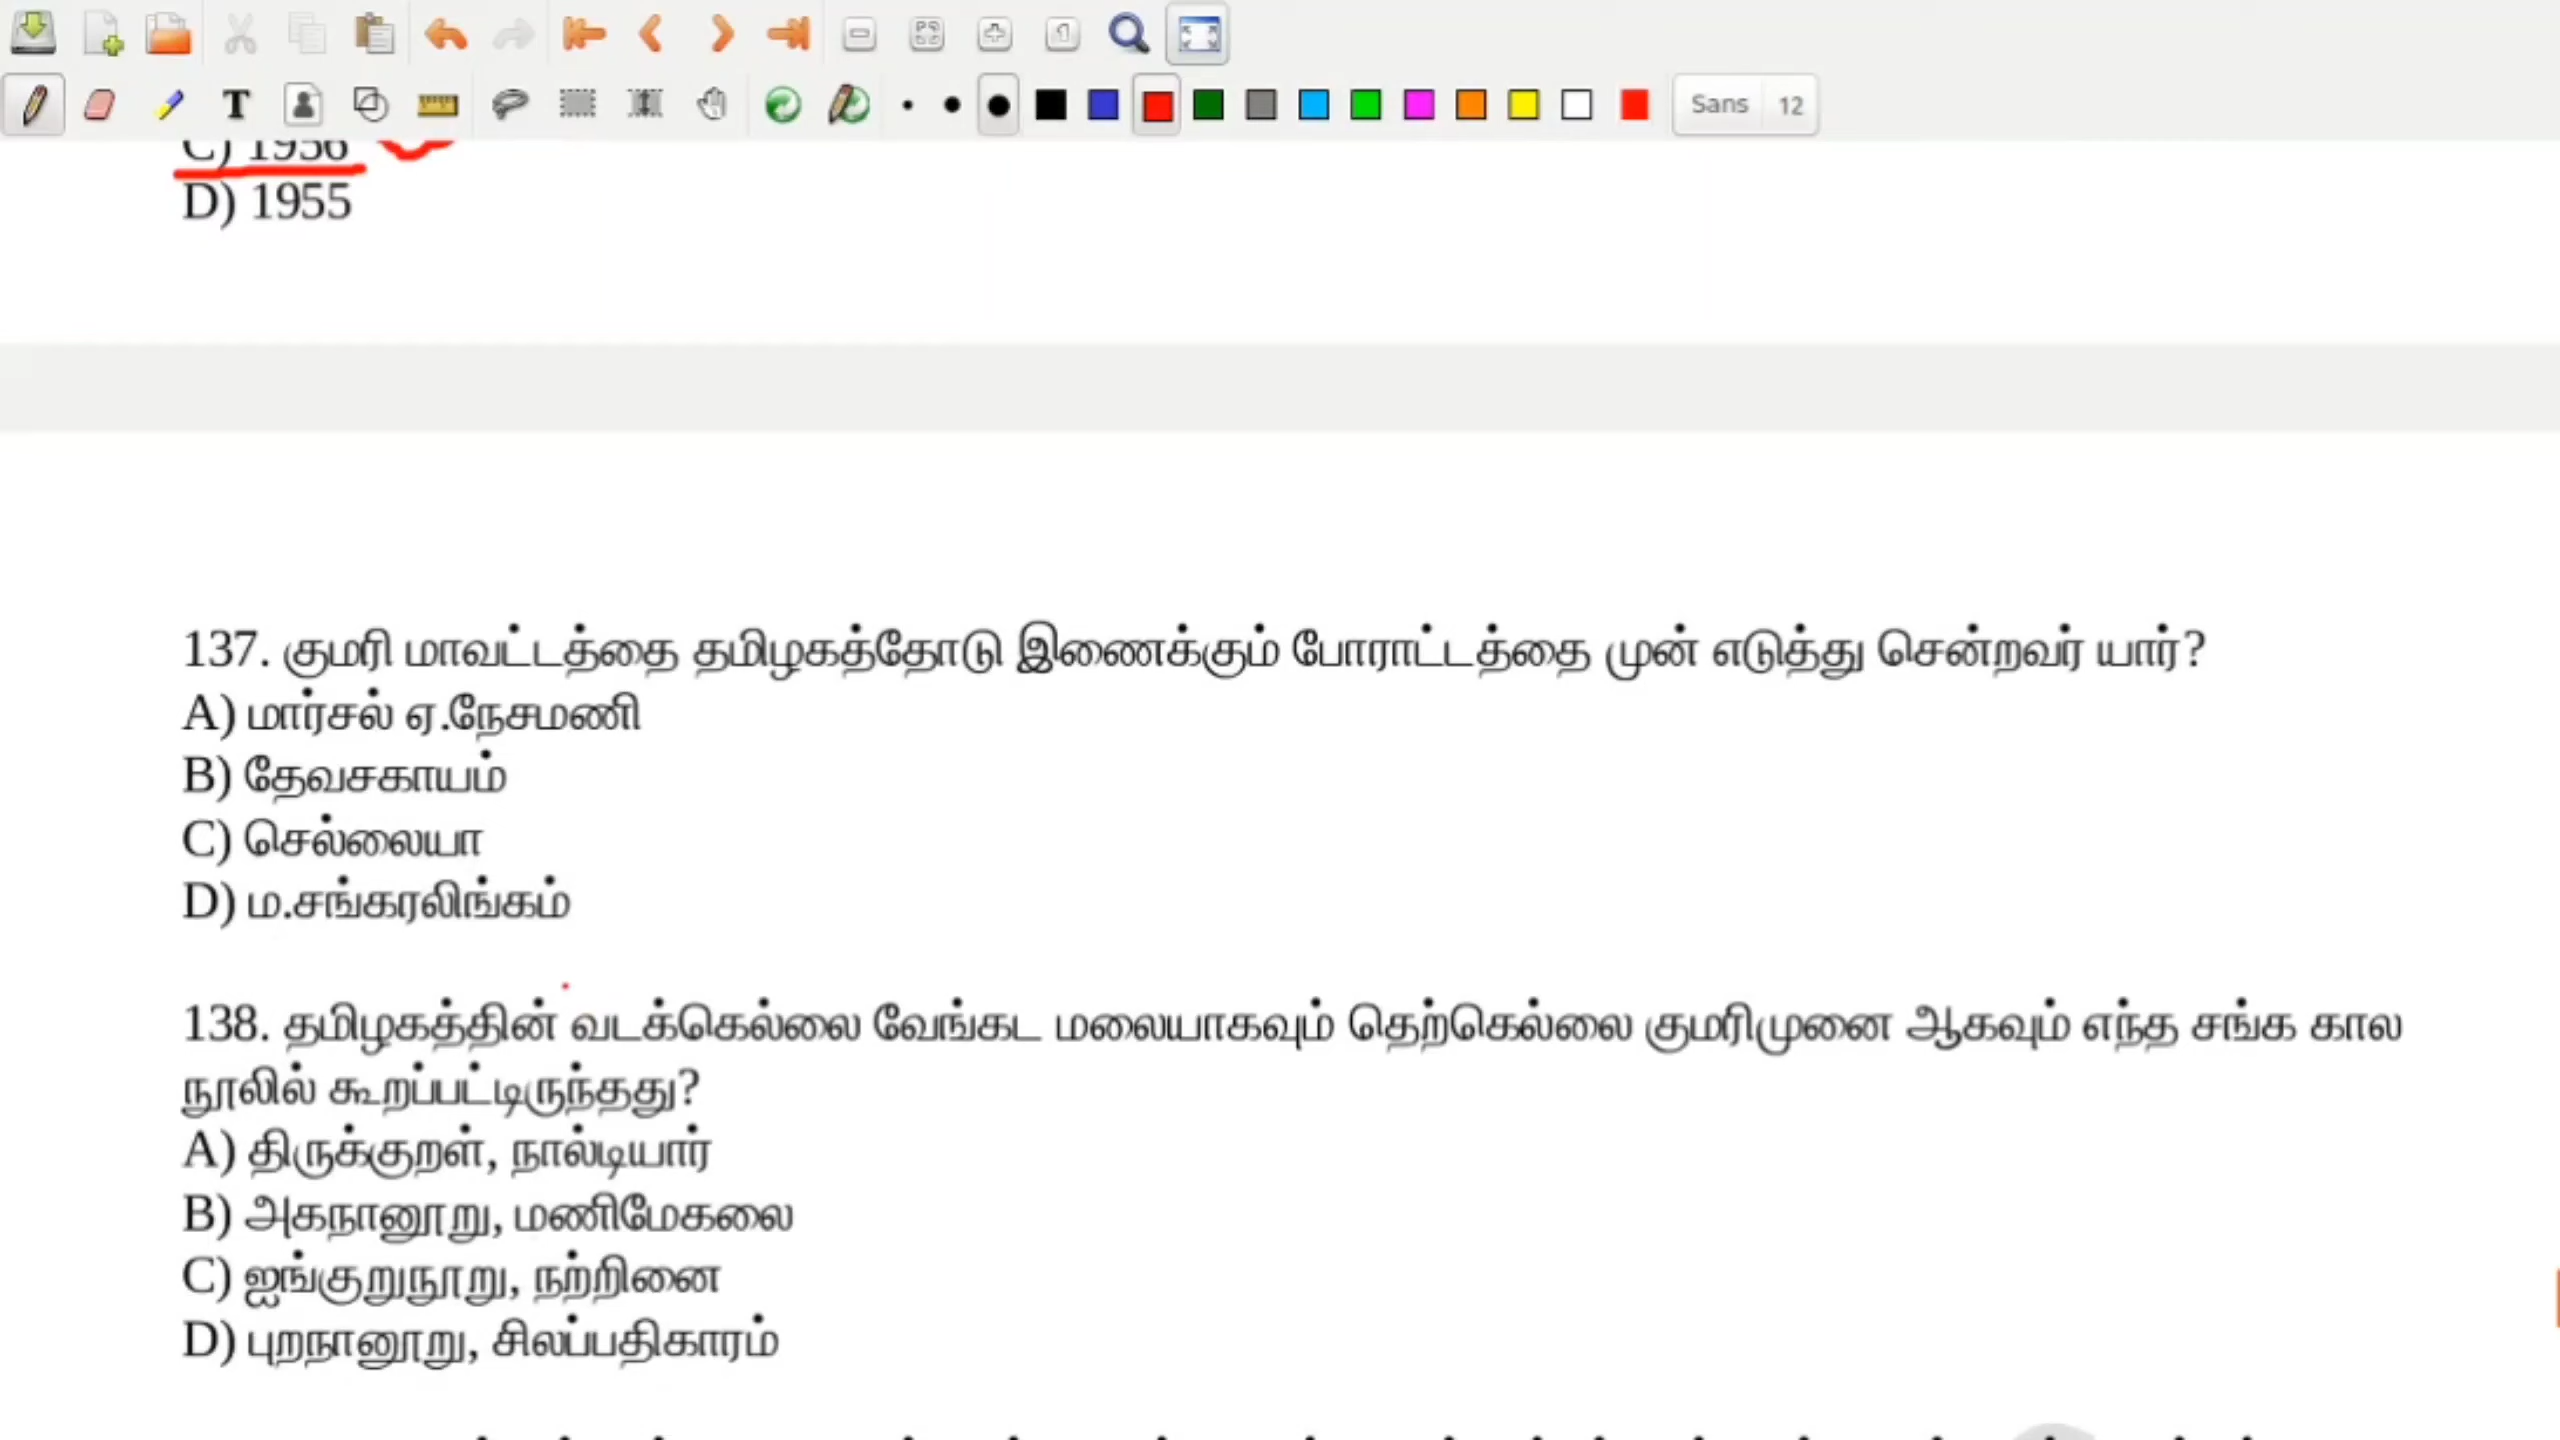 Sans 12
C) 1956
D) 1955
137. குமரி மாவட்டத்தை தமிழகத்தோடு இணைக்கும் போராட்டத்தை முன் எடுத்து சென்றவர் யார்?
A) மார்சல் ஏ.நேசமணி
B) தேவசகாயம்
C) செல்லையா
D) ம.சங்கரலிங்கம்
138. தமிழகத்தின் வடக்கெல்லை வேங்கட மலையாகவும் தெற்கெல்லை குமரிமுனை ஆகவும் எந்த சங்க கால
நூலில் கூறப்பட்டிருந்தது?
A) திருக்குறள், நால்டியார்
B) அகநானூறு, மணிமேகலை
C) ஐங்குறுநூறு, நற்றினை
D) புறநானூறு, சிலப்பதிகாரம்